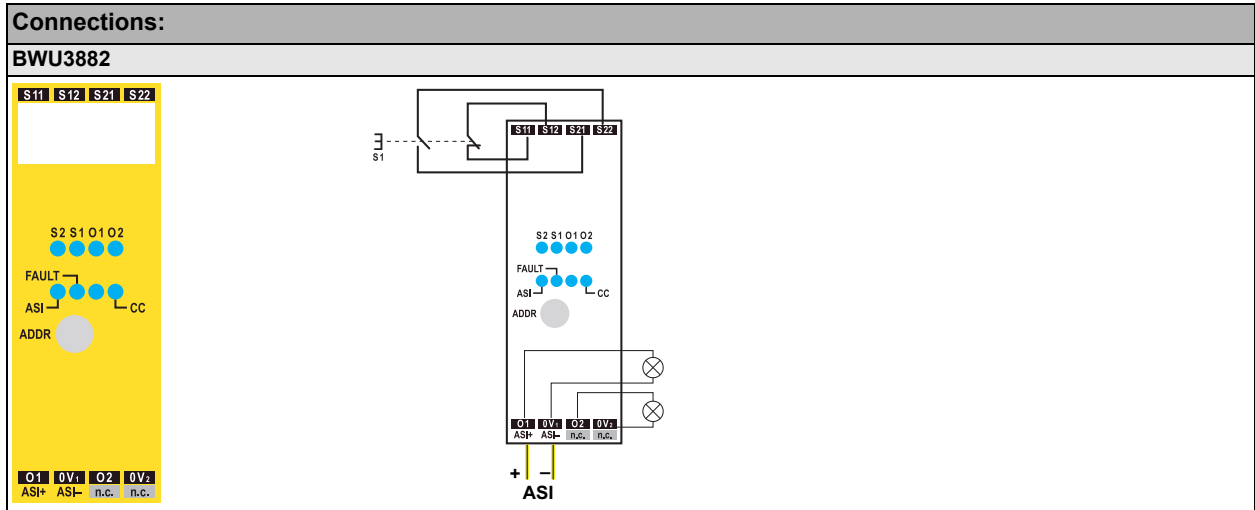 Connections:
BWU3882
S11 S12 S21 S22
S2 S1 O1 O2
FAULT
ASI CC
ADDR
O1 0V1 O2 0V2
ASI+ ASI– n.c. n.c.
S1
S11 S12 S21 S22
S2 S1 O1 O2
FAULT
ASI CC
ADDR
O1 0V1 O2 0V2
ASI+ ASI– n.c. n.c.
+ –
ASI